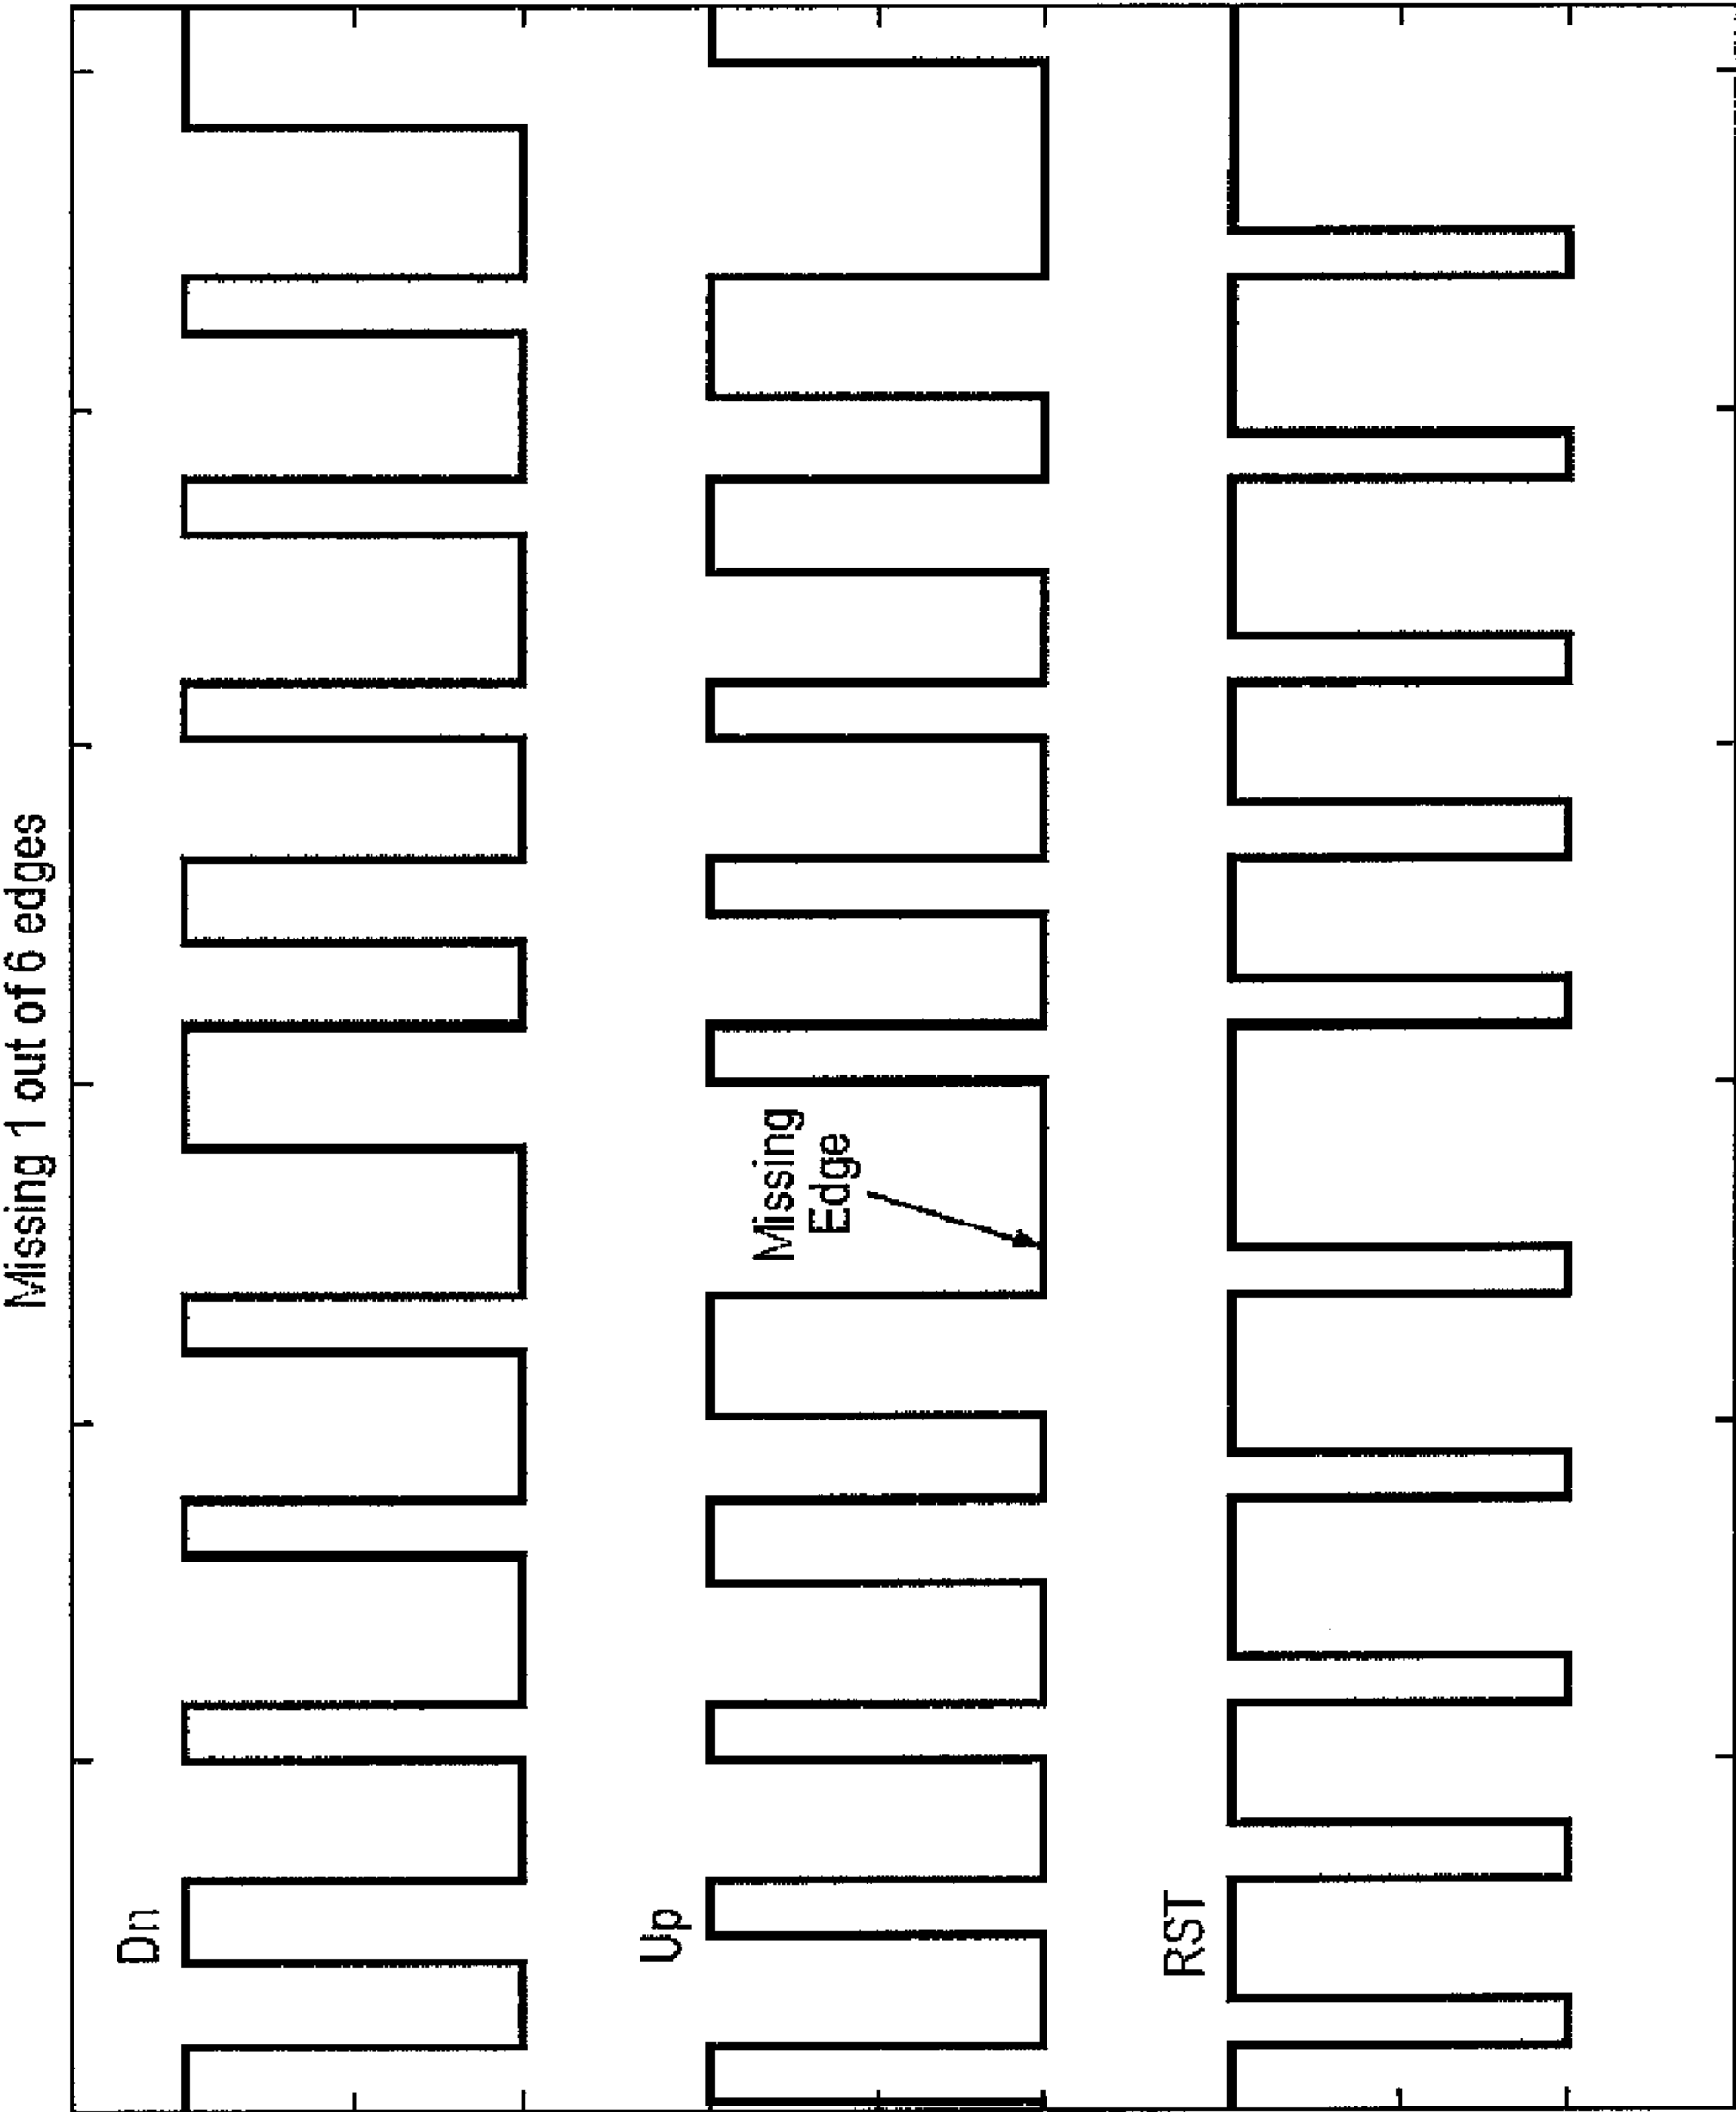 Missing 1 out of 6 edges
Dn
Up
Missing
Edge
RST